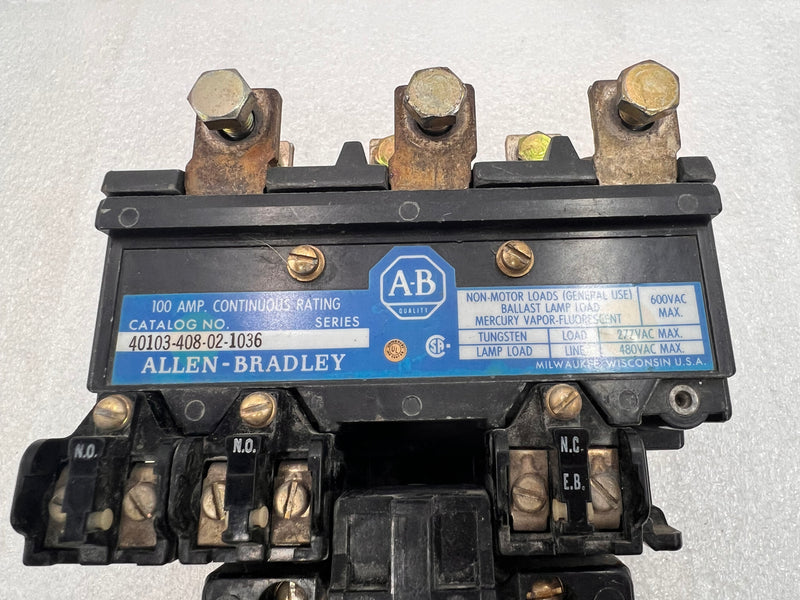 A-B
QUALITY
100 AMP. CONTINUOUS RATING
CATALOG NO. SERIES
40103-408-02-1036
ALLEN-BRADLEY
NON-MOTOR LOADS (GENERAL USE)
BALLAST LAMP LOAD
MERCURY VAPOR-FLUORESCENT
600VAC
MAX.
TUNGSTEN LOAD 277VAC MAX.
LAMP LOAD LINE 480VAC MAX.
MILWAUKEE, WISCONSIN U.S.A.
N.O.
N.O.
N.C.
E.B.